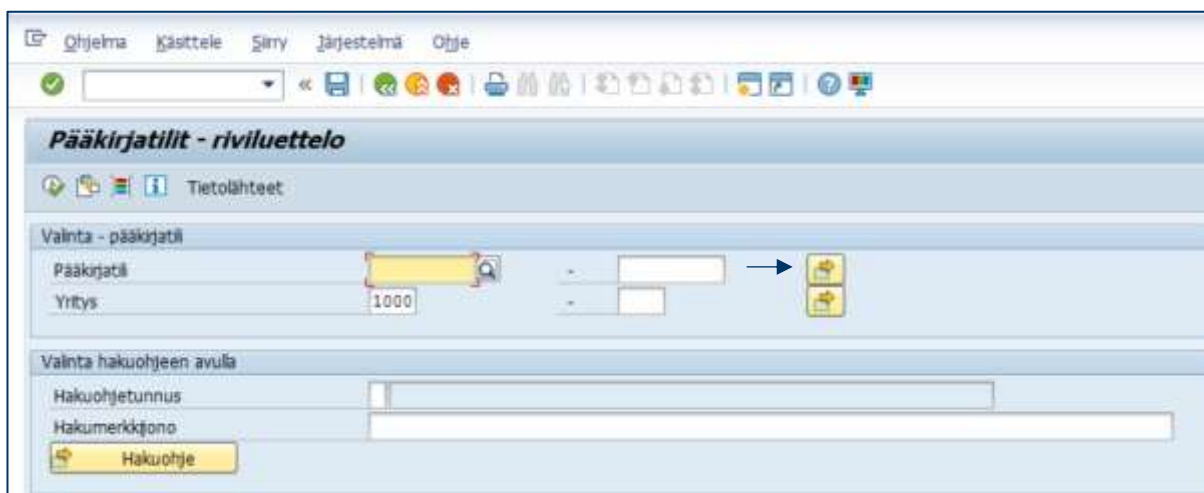 Ohjelma Käsittele Siirry Järjestelmä Ohje
Pääkirjatilit - riviluettelo
Tietolähteet
Valinta - pääkirjatili
Pääkirjatili -
Yritys 1000 -
Valinta hakuohjeen avulla
Hakuohjetunnus
Hakumerkkijono
Hakuohje